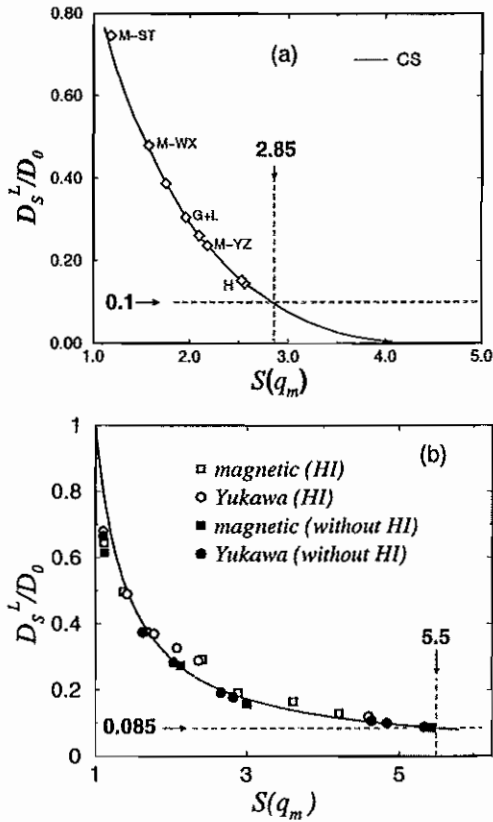 0.80
0.60
0.40
0.20
0.00
D_S^L/D_0
M–ST
M–WX
G+L
M–YZ
H
(a)
CS
2.85
0.1
1.0 2.0 3.0 4.0 5.0
S(q_m)
1
0.8
0.6
0.4
0.2
0
D_S^L/D_0
(b)
magnetic (HI)
Yukawa (HI)
magnetic (without HI)
Yukawa (without HI)
5.5
0.085
1 3 5
S(q_m)